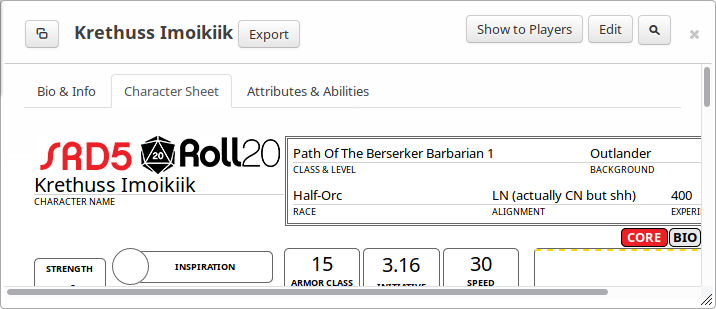 Krethuss Imoikiik Export Show to Players Edit
Bio & Info Character Sheet Attributes & Abilities
SRD5 20 Roll20
Path Of The Berserker Barbarian 1 Outlander
CLASS & LEVEL BACKGROUND
Krethuss Imoikiik
CHARACTER NAME
Half-Orc LN (actually CN but shh) 400
RACE ALIGNMENT EXPERI
CORE BIO
STRENGTH INSPIRATION
15 3.16 30
ARMOR CLASS INITIATIVE SPEED